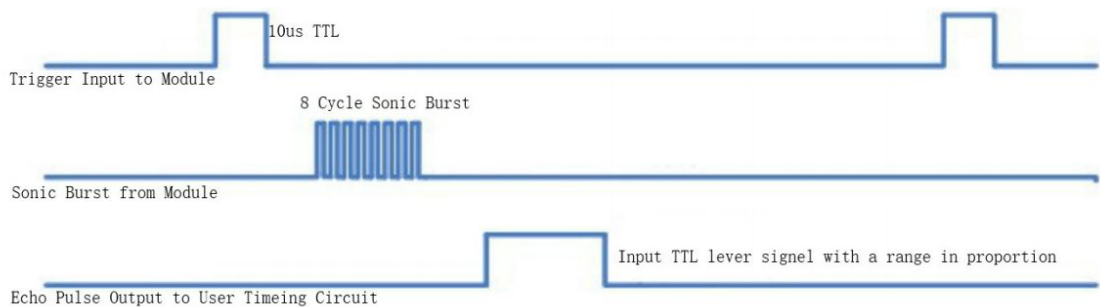 10us TTL
Trigger Input to Module
8 Cycle Sonic Burst
Sonic Burst from Module
Input TTL lever signel with a range in proportion
Echo Pulse Output to User Timeing Circuit